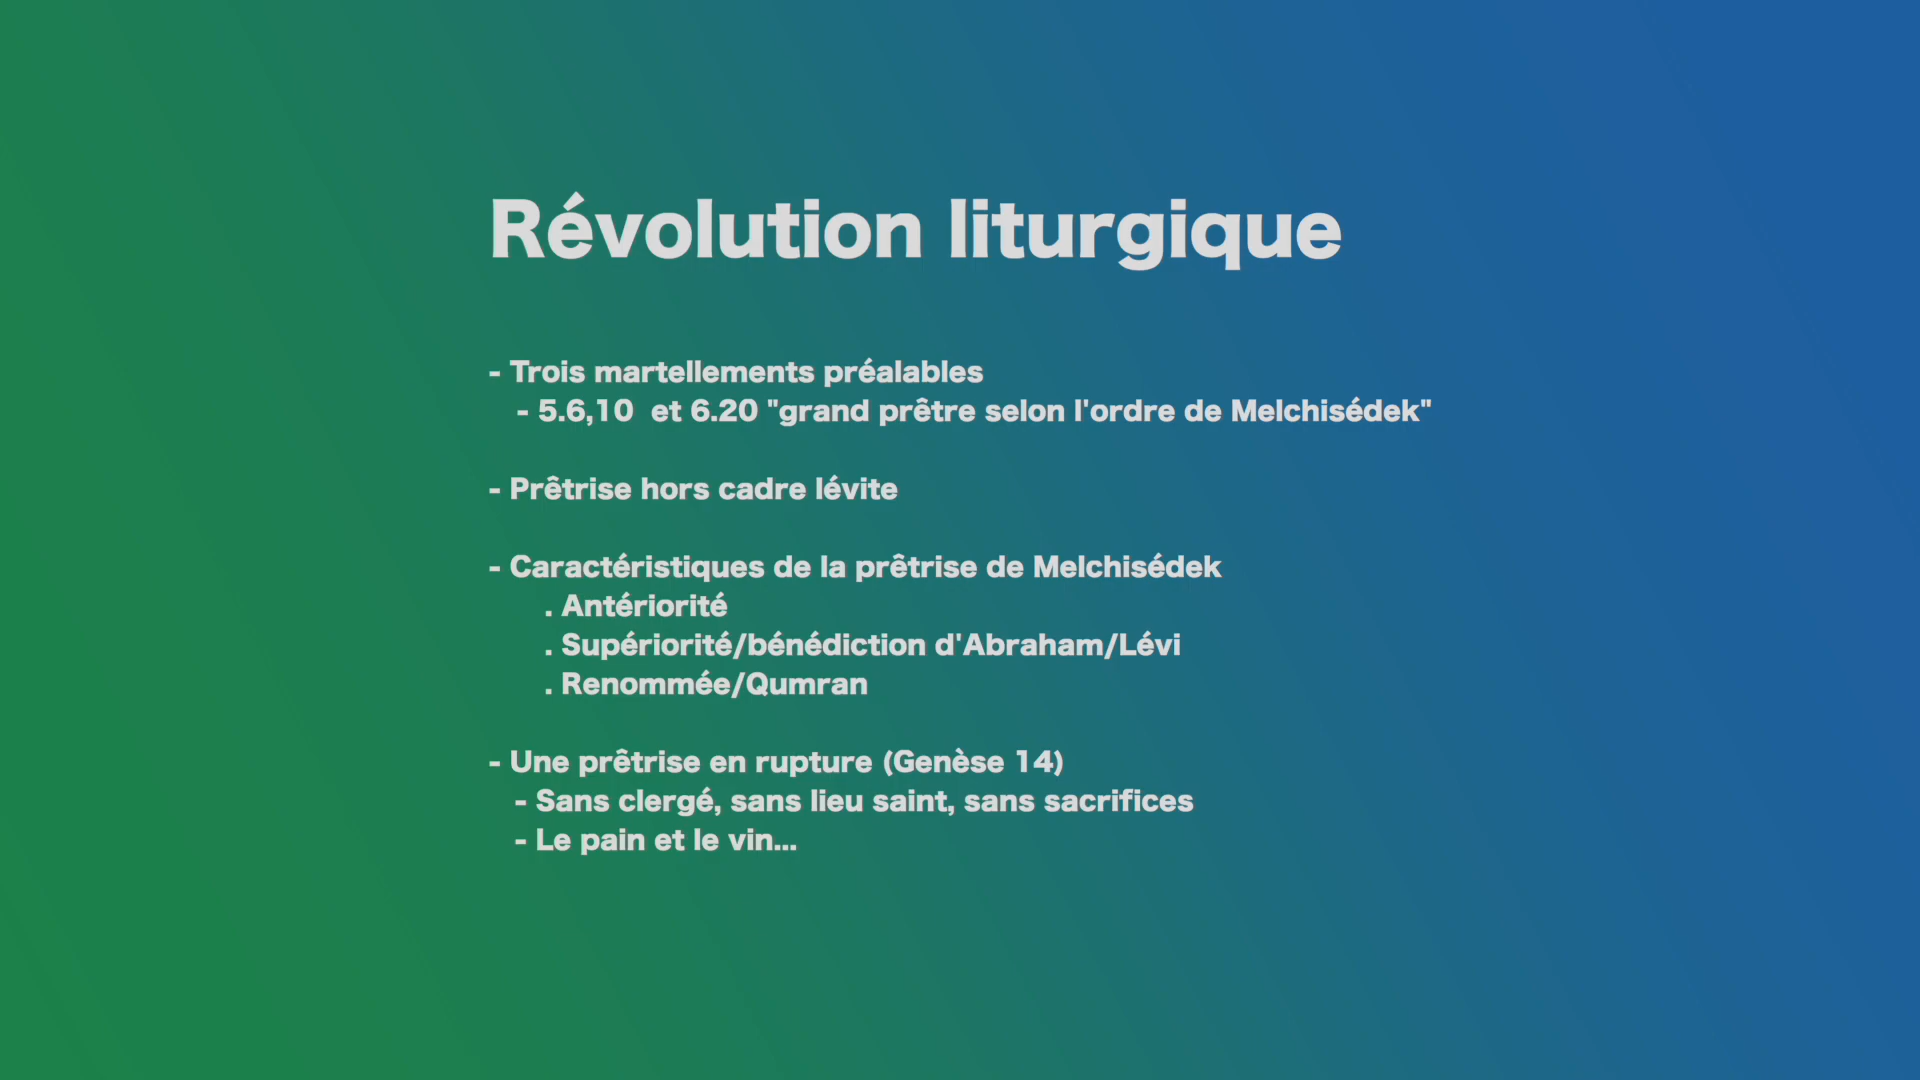 Révolution liturgique
- Trois martellements préalables
- 5.6,10  et 6.20 "grand prêtre selon l'ordre de Melchisédek"
- Prêtrise hors cadre lévite
- Caractéristiques de la prêtrise de Melchisédek
. Antériorité
. Supériorité/bénédiction d'Abraham/Lévi
. Renommée/Qumran
- Une prêtrise en rupture (Genèse 14)
- Sans clergé, sans lieu saint, sans sacrifices
- Le pain et le vin...